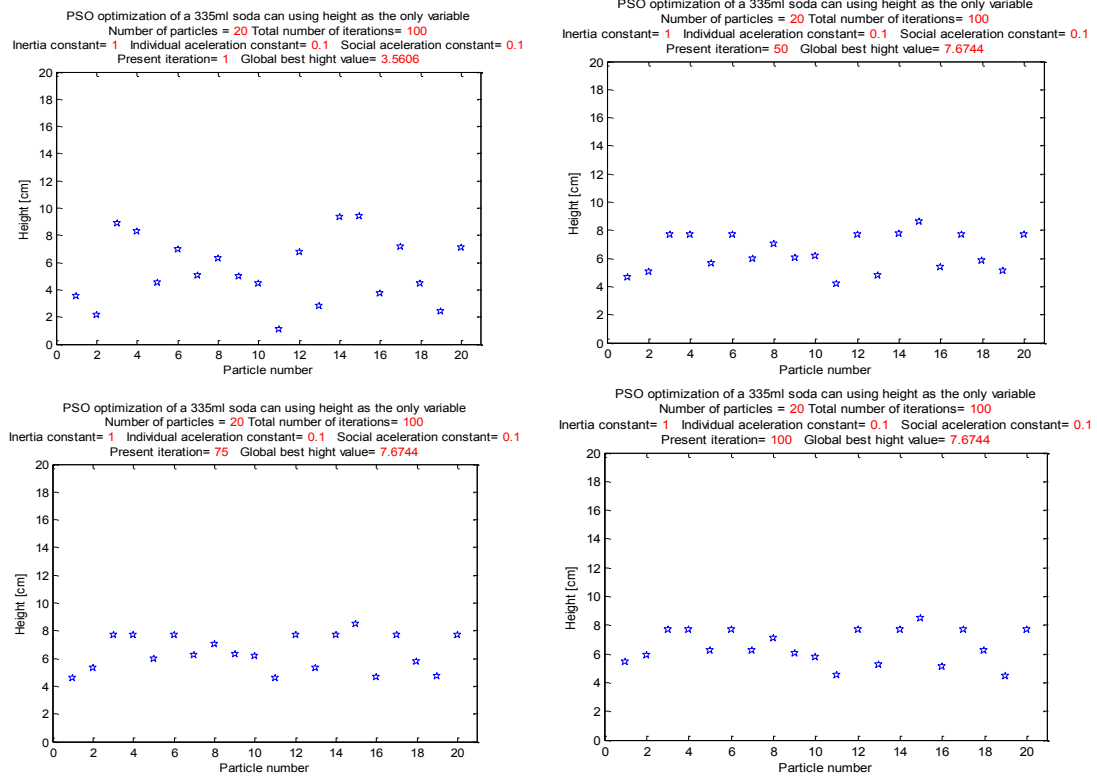 PSO optimization of a 335ml soda can using height as the only variable
Number of particles = 20 Total number of iterations= 100
Inertia constant= 1 Individual aceleration constant= 0.1 Social aceleration constant= 0.1
Present iteration= 1 Global best hight value= 3.5606
20
18
16
14
12
10
8
6
4
2
0
Height [cm]
0 2 4 6 8 10 12 14 16 18 20
Particle number
PSO optimization of a 335ml soda can using height as the only variable
Number of particles = 20 Total number of iterations= 100
Inertia constant= 1 Individual aceleration constant= 0.1 Social aceleration constant= 0.1
Present iteration= 50 Global best hight value= 7.6744
20
18
16
14
12
10
8
6
4
2
0
Height [cm]
0 2 4 6 8 10 12 14 16 18 20
Particle number
PSO optimization of a 335ml soda can using height as the only variable
Number of particles = 20 Total number of iterations= 100
Inertia constant= 1 Individual aceleration constant= 0.1 Social aceleration constant= 0.1
Present iteration= 75 Global best hight value= 7.6744
20
18
16
14
12
10
8
6
4
2
0
Height [cm]
0 2 4 6 8 10 12 14 16 18 20
Particle number
PSO optimization of a 335ml soda can using height as the only variable
Number of particles = 20 Total number of iterations= 100
Inertia constant= 1 Individual aceleration constant= 0.1 Social aceleration constant= 0.1
Present iteration= 100 Global best hight value= 7.6744
20
18
16
14
12
10
8
6
4
2
0
Height [cm]
0 2 4 6 8 10 12 14 16 18 20
Particle number